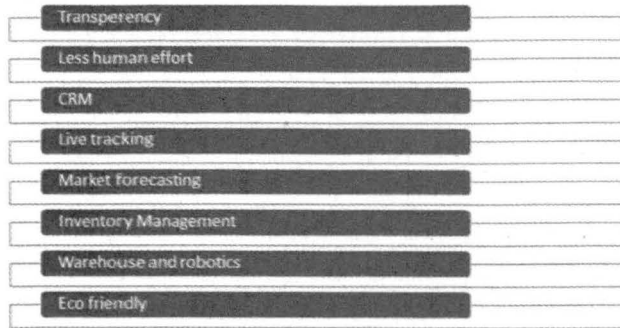 Transperency
Less human effort
CRM
Live tracking
Market forecasting
Inventory Management
Warehouse and robotics
Eco friendly